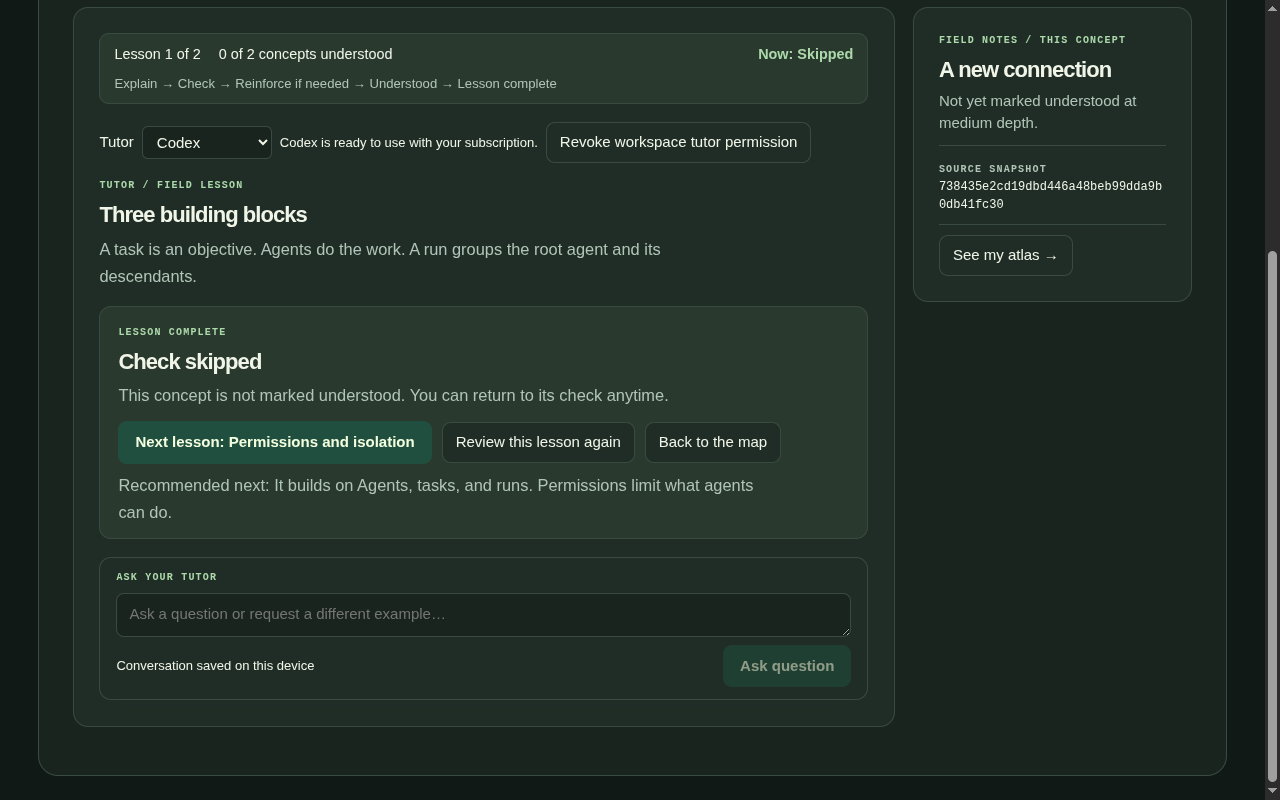 Lesson 1 of 2 0 of 2 concepts understood Now: Skipped
Explain → Check → Reinforce if needed → Understood → Lesson complete
Tutor Codex Codex is ready to use with your subscription. Revoke workspace tutor permission
TUTOR / FIELD LESSON
Three building blocks
A task is an objective. Agents do the work. A run groups the root agent and its
descendants.
LESSON COMPLETE
Check skipped
This concept is not marked understood. You can return to its check anytime.
Next lesson: Permissions and isolation Review this lesson again Back to the map
Recommended next: It builds on Agents, tasks, and runs. Permissions limit what agents
can do.
ASK YOUR TUTOR
Ask a question or request a different example…
Conversation saved on this device Ask question
FIELD NOTES / THIS CONCEPT
A new connection
Not yet marked understood at
medium depth.
SOURCE SNAPSHOT
738435e2cd19dbd446a48beb99dda9b
0db41fc30
See my atlas →